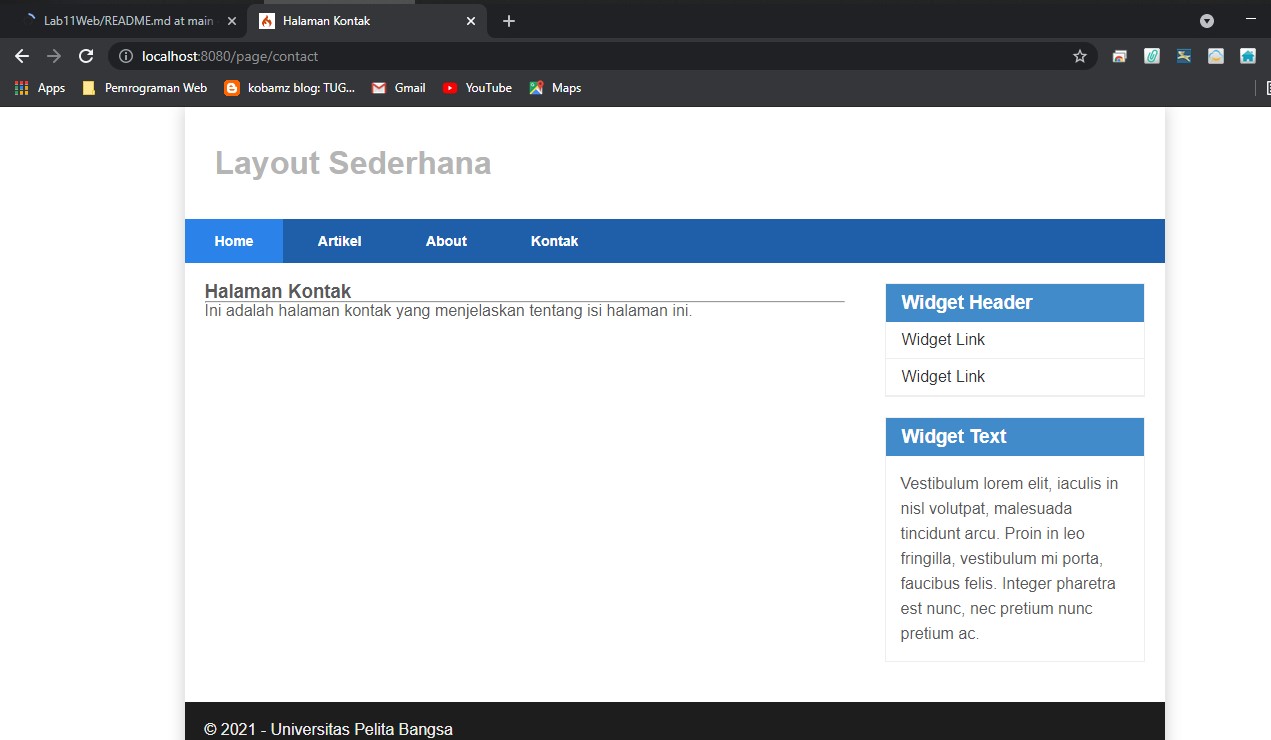 Lab11Web/README.md at main
Halaman Kontak
localhost:8080/page/contact
Apps
Pemrograman Web
kobamz blog: TUG...
Gmail
YouTube
Maps
Layout Sederhana
Home
Artikel
About
Kontak
Halaman Kontak
Ini adalah halaman kontak yang menjelaskan tentang isi halaman ini.
Widget Header
Widget Link
Widget Link
Widget Text
Vestibulum lorem elit, iaculis in
nisl volutpat, malesuada
tincidunt arcu. Proin in leo
fringilla, vestibulum mi porta,
faucibus felis. Integer pharetra
est nunc, nec pretium nunc
pretium ac.
© 2021 - Universitas Pelita Bangsa